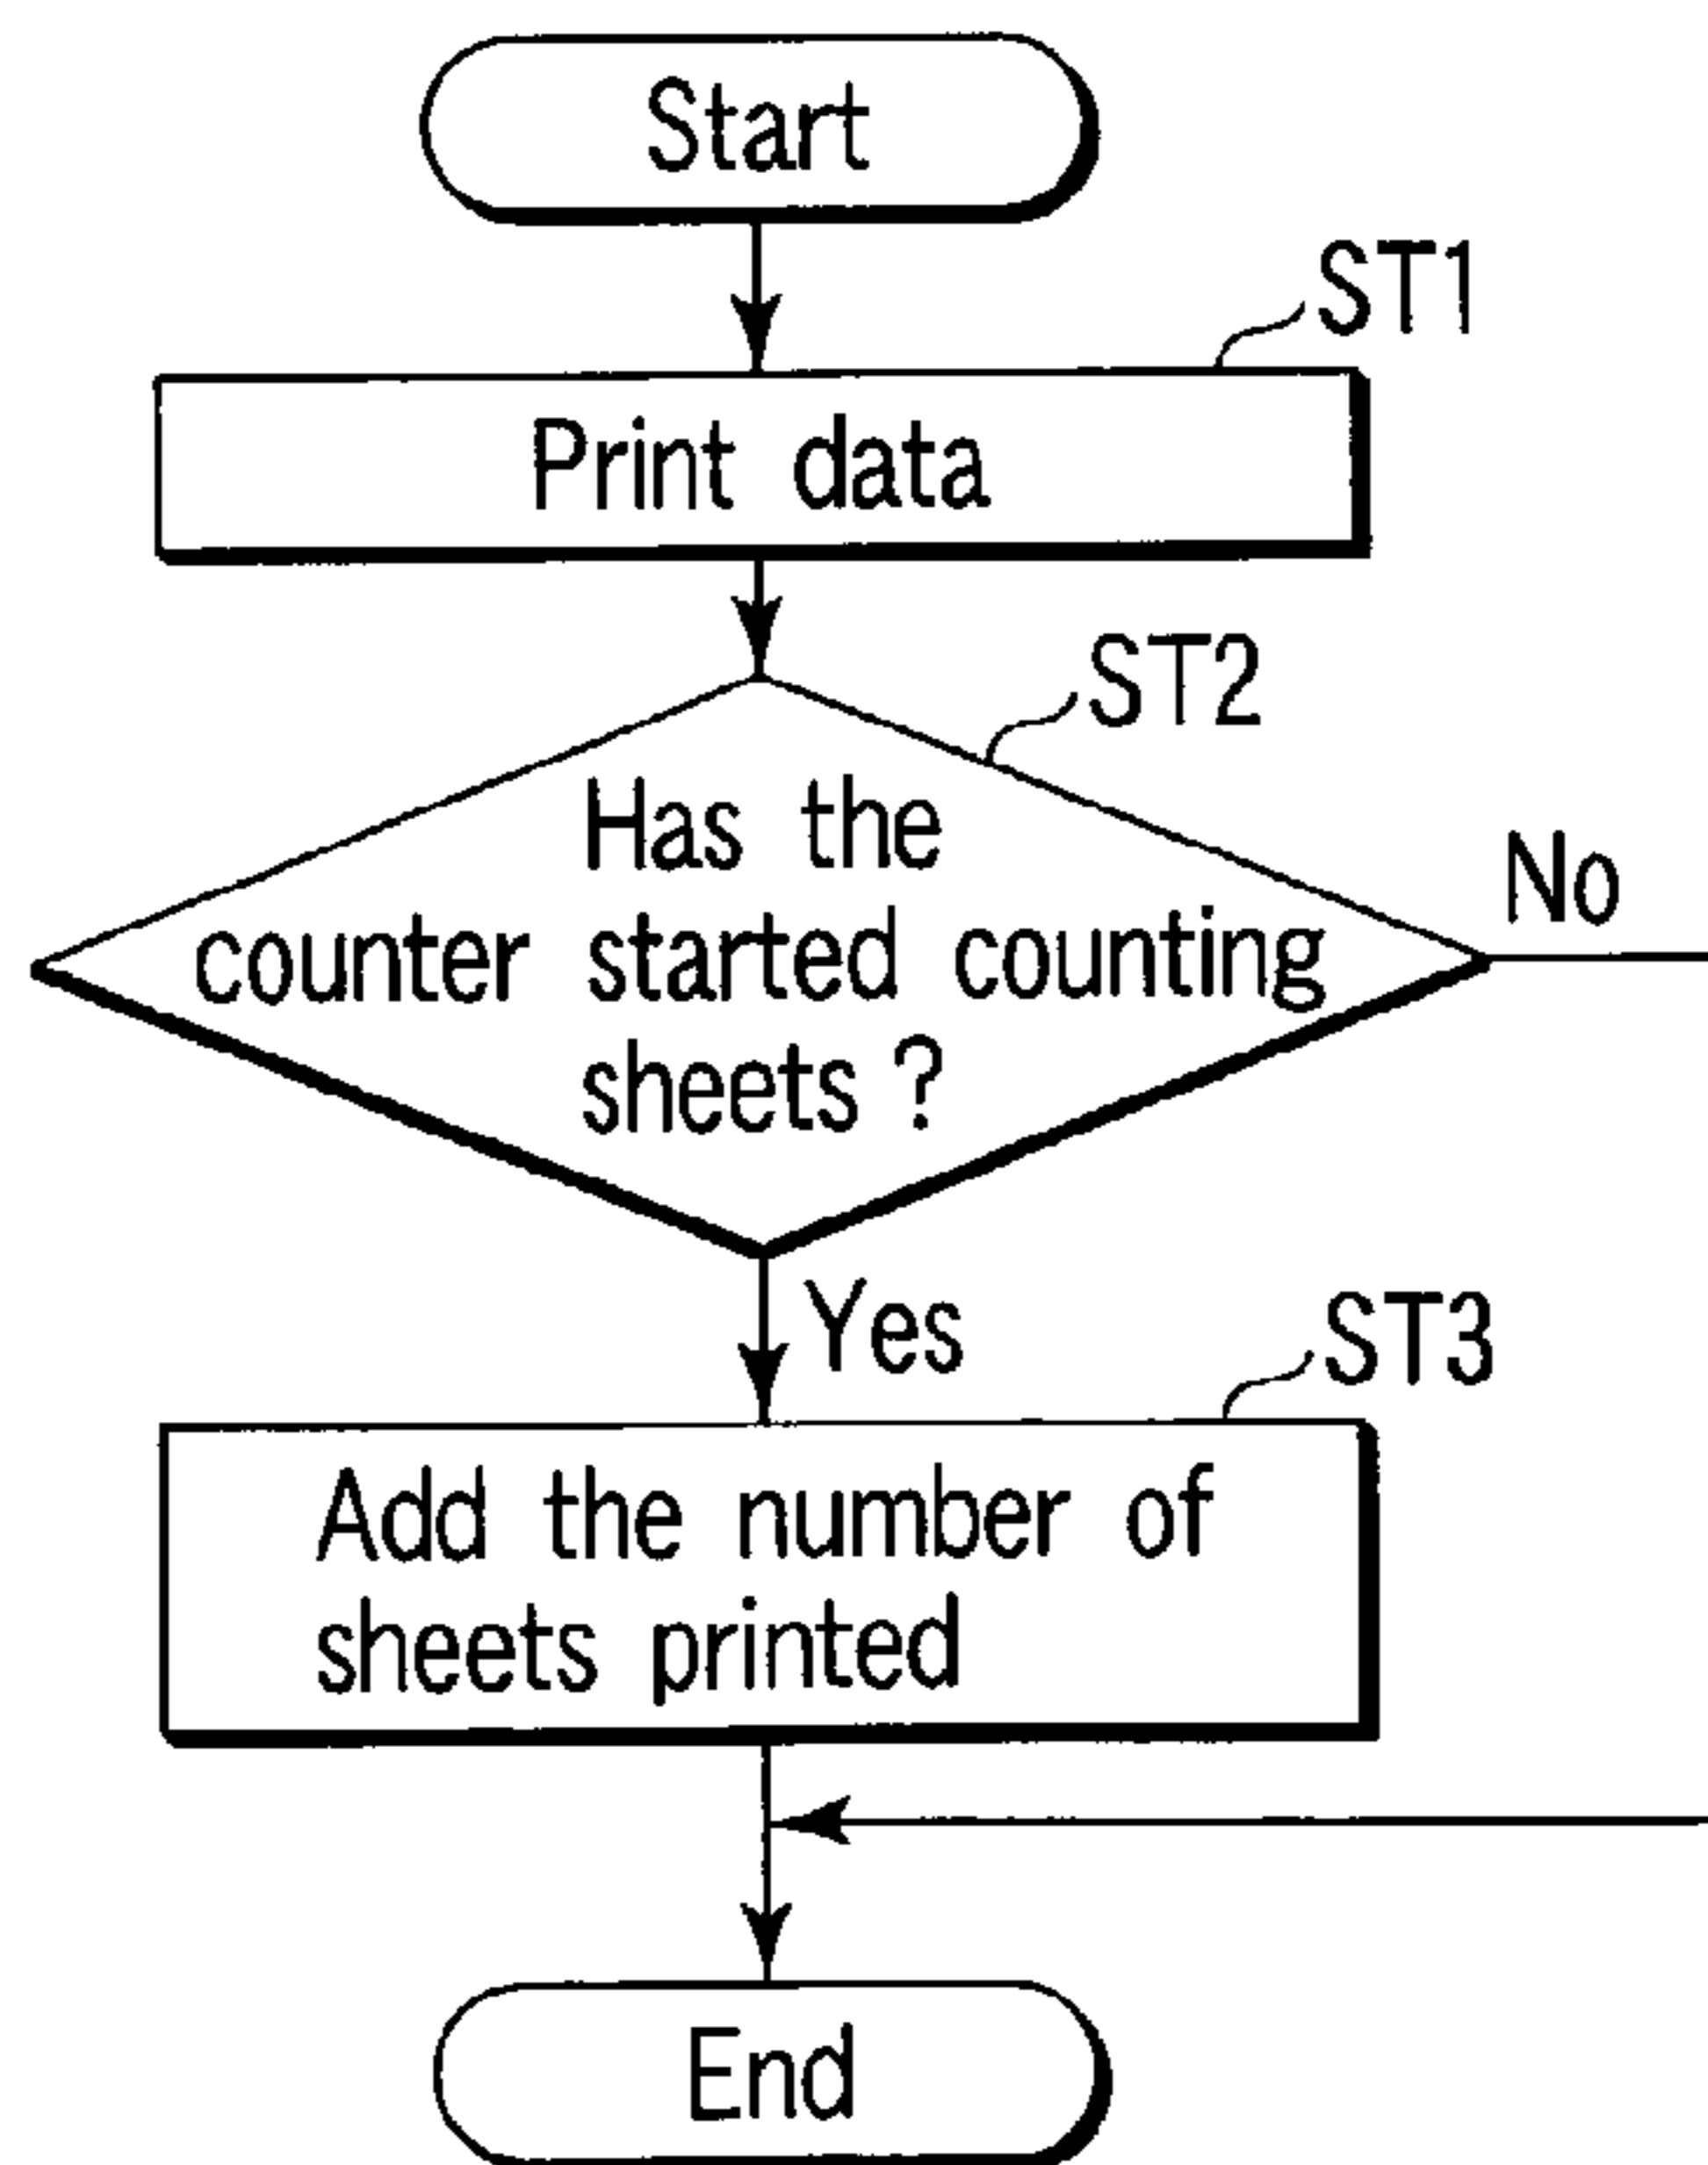 Start
ST1
Print data
ST2
Has the
No
counter started counting
sheets ?
Yes
ST3
Add the number of
sheets printed
End